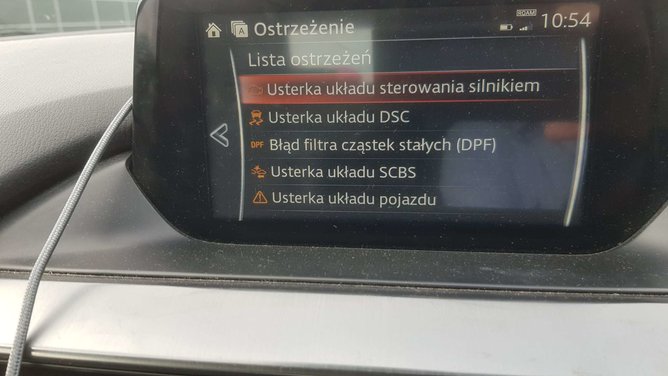 Ostrzeżenie
ROAM
10:54
Lista ostrzeżeń
Usterka układu sterowania silnikiem
Usterka układu DSC
DPF Błąd filtra cząstek stałych (DPF)
Usterka układu SCBS
Usterka układu pojazdu